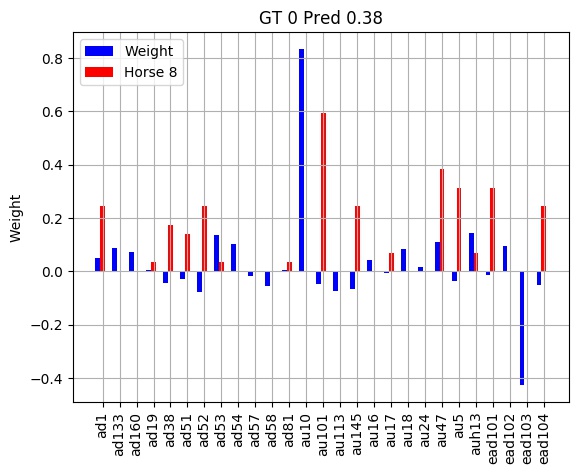 GT 0 Pred 0.38
Weight
Horse 8
Weight
0.8
0.6
0.4
0.2
0.0
−0.2
−0.4
ad1
ad133
ad160
ad19
ad38
ad51
ad52
ad53
ad54
ad57
ad58
ad81
au10
au101
au113
au145
au16
au17
au18
au24
au47
au5
auh13
ead101
ead102
ead103
ead104